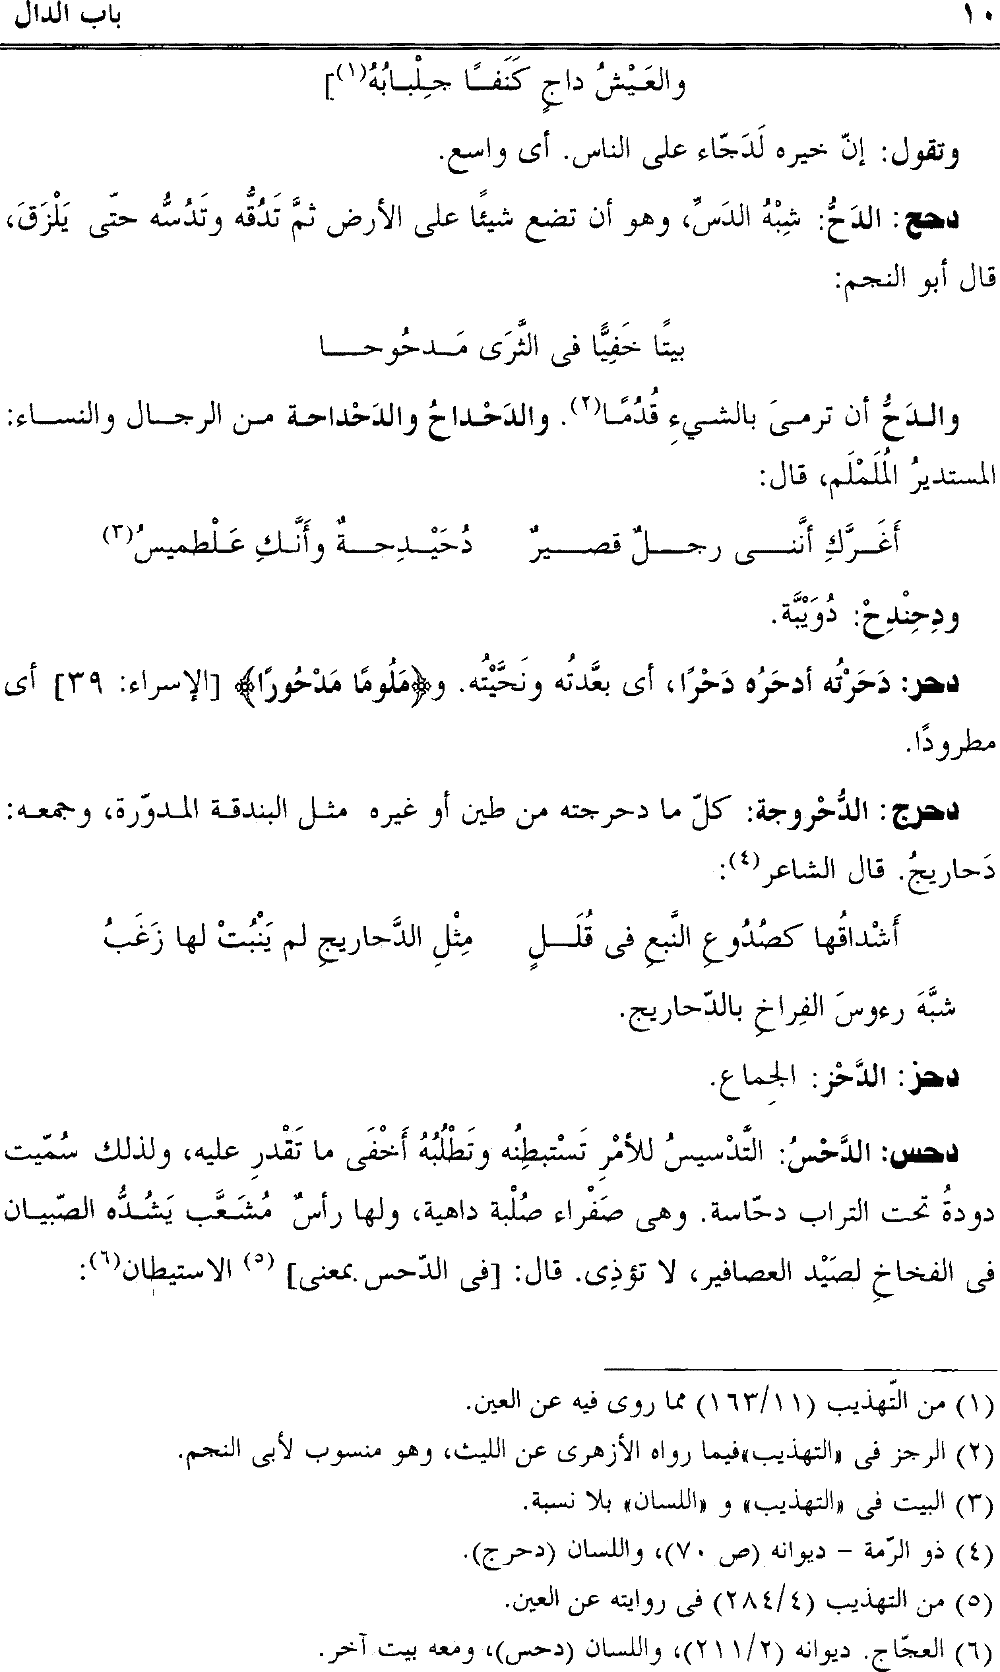 ١٠ باب الدال
والعَيْشُ داجٍ كَنَفًا جِلْبابُهُ(١)]
وتقول: إنّ خيره لَدَجّاء على الناس. أى واسع.
دحح: الدَحُّ: شِبْهُ الدَسِّ، وهو أن تضع شيئًا على الأرض ثمَّ تَدُقُّه وتَدُسُّه حتّى يَلْزَقَ،
قال أبو النجم:
بيتًا خَفِيًّا فى الثَّرَى مَدحُوحا
والدَحُّ أن ترمىَ بالشيءِ قُدُمًا(٢). والدَحْداحُ والدَحْداحة من الرجال والنساء:
المستديرُ المُلَمْلَم، قال:
أَغَرَّكِ أنَّنى رجلٌ قصيرٌ دُحَيْدِحةٌ وأَنَّكِ عَلْطميسُ(٣)
ودِحِنْدِحْ: دُوَيْبَّة.
دحر: دَحَرْتُه أدحَرُه دَحْرًا، أى بعَّدتُه ونَحَّيْتُه. و﴿مَلُومًا مَدْحُورًا﴾ [الإسراء: ٣٩] أى
مطرودًا.
دحرج: الدُّحْروجة: كلّ ما دحرجته من طين أو غيره مثل البندقة المدوّرة، وجمعه:
دَحاريجُ. قال الشاعر(٤):
أَشْداقُها كصُدُوعِ النَّبعِ فى قُلَلٍ مِثْلِ الدَّحاريجِ لم يَنْبُتْ لها زَغَبُ
شبَّهَ رءوسَ الفِراخِ بالدّحاريج.
دحز: الدَّحْز: الجِماع.
دحس: الدَّحْسُ: التَّدْسيسُ للأمْرِ تَسْتبطِنُه وتَطْلُبُهُ أَخْفَى ما تَقْدرِ عليه، ولذلك سُمّيت
دودةُ تحت التراب دحّاسة. وهى صَفْراء صُلْبة داهية، ولها رأسٌ مُشَعَّب يَشُدُّه الصّبيان
فى الفخاخِ لصَيْد العصافير، لا تؤذِى. قال: [فى الدّحس بمعنى] (٥) الاستيطان(٦):
(١) من التّهذيب (١٦٣/١١) مما روى فيه عن العين.
(٢) الرجز فى «التهذيب»فيما رواه الأزهرى عن الليث، وهو منسوب لأبى النجم.
(٣) البيت فى «التهذيب» و «اللسان» بلا نسبة.
(٤) ذو الرّمة - ديوانه (ص ٧٠)، واللسان (دحرج).
(٥) من التهذيب (٢٨٤/٤) فى روايته عن العين.
(٦) العجّاج. ديوانه (٢١١/٢)، واللسان (دحس)، ومعه بيت آخر.